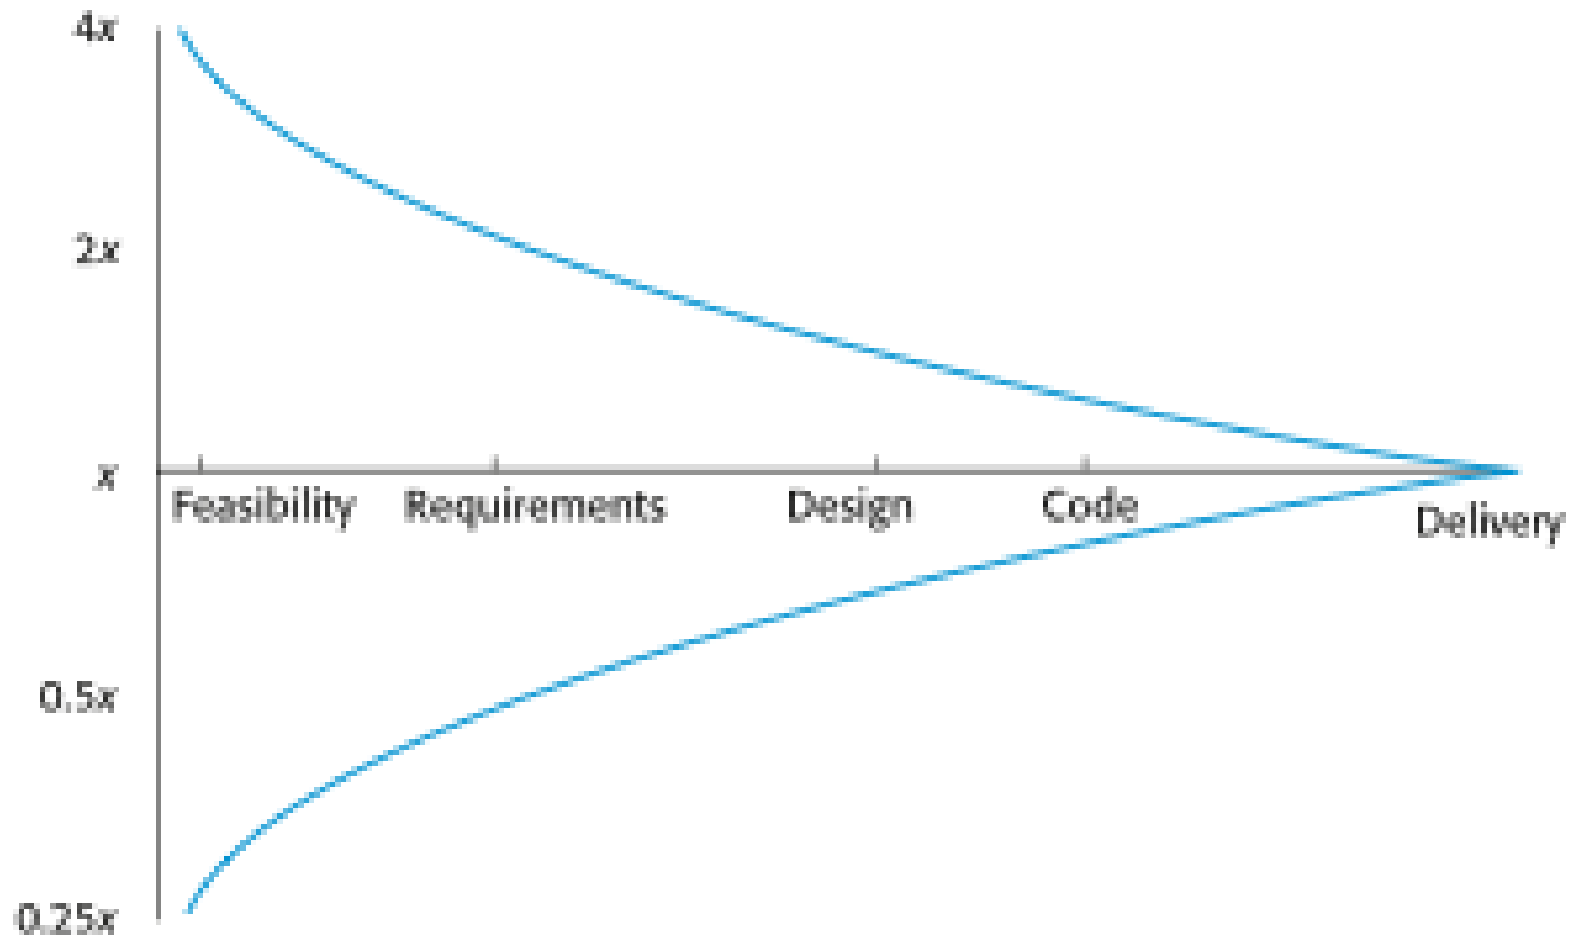 4x
2x
x
Feasibility Requirements Design Code Delivery
0.5x
0.25x